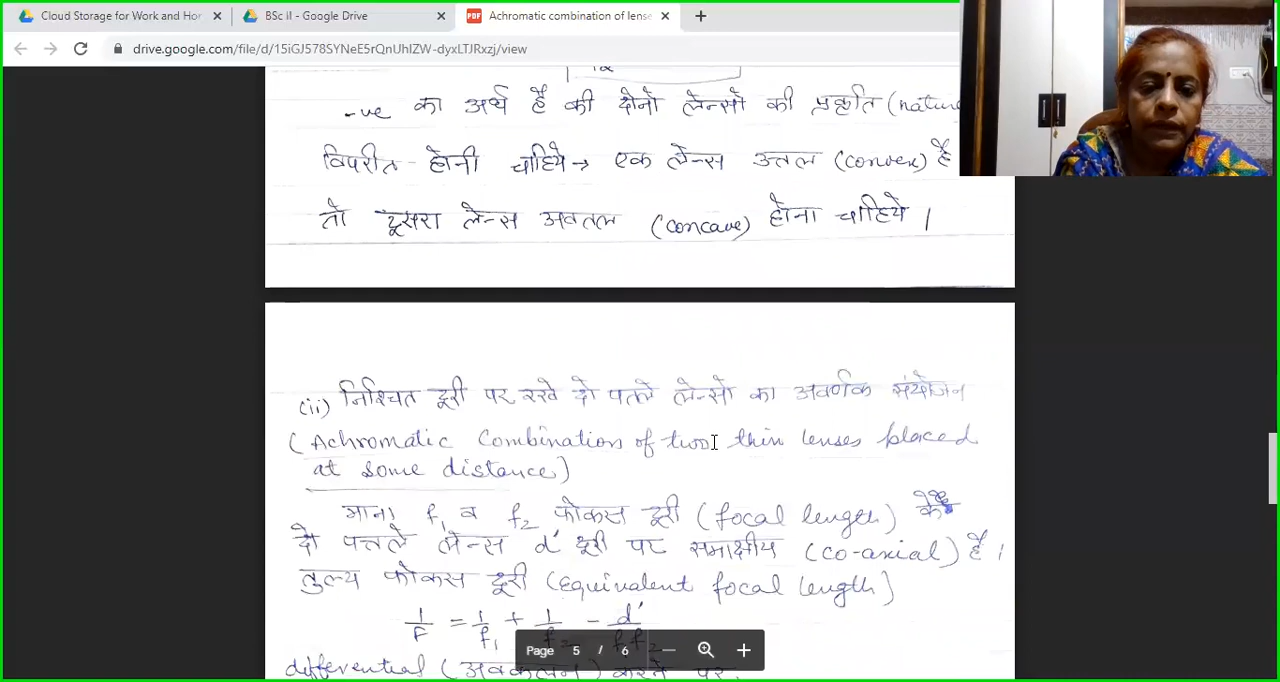 Cloud Storage for Work and Hor
BSc iI - Google Drive
Achromatic combination of lense
drive.google.com/file/d/15iGJ578SYNeE5rQnUhIZW-dyxLTJRxzj/view
-ve का अर्थ है की दोनो लेन्सो की प्रकृति (nature
विपरीत होनी चाहिये → एक लेन्स उत्तल (convex) है
तो दूसरा लेन्स अवतल (concave) होना चाहिये।
(ii) निश्चित दूरी पर रखे दो पतले लेन्सो का अवर्णक संयोजन
(Achromatic Combination of two thin lenses placed
at some distance)
माना f₁ व f₂ फोकस दूरी (focal length) के
दो पतले लेन्स d' दूरी पर समाक्षीय (co-axial) है।
तुल्य फोकस दूरी (Equivalent focal length)
1/F = 1/f₁ + 1/f₂ - d'/f₁f₂
Page 5 / 6
differential (अवकलन) करने पर